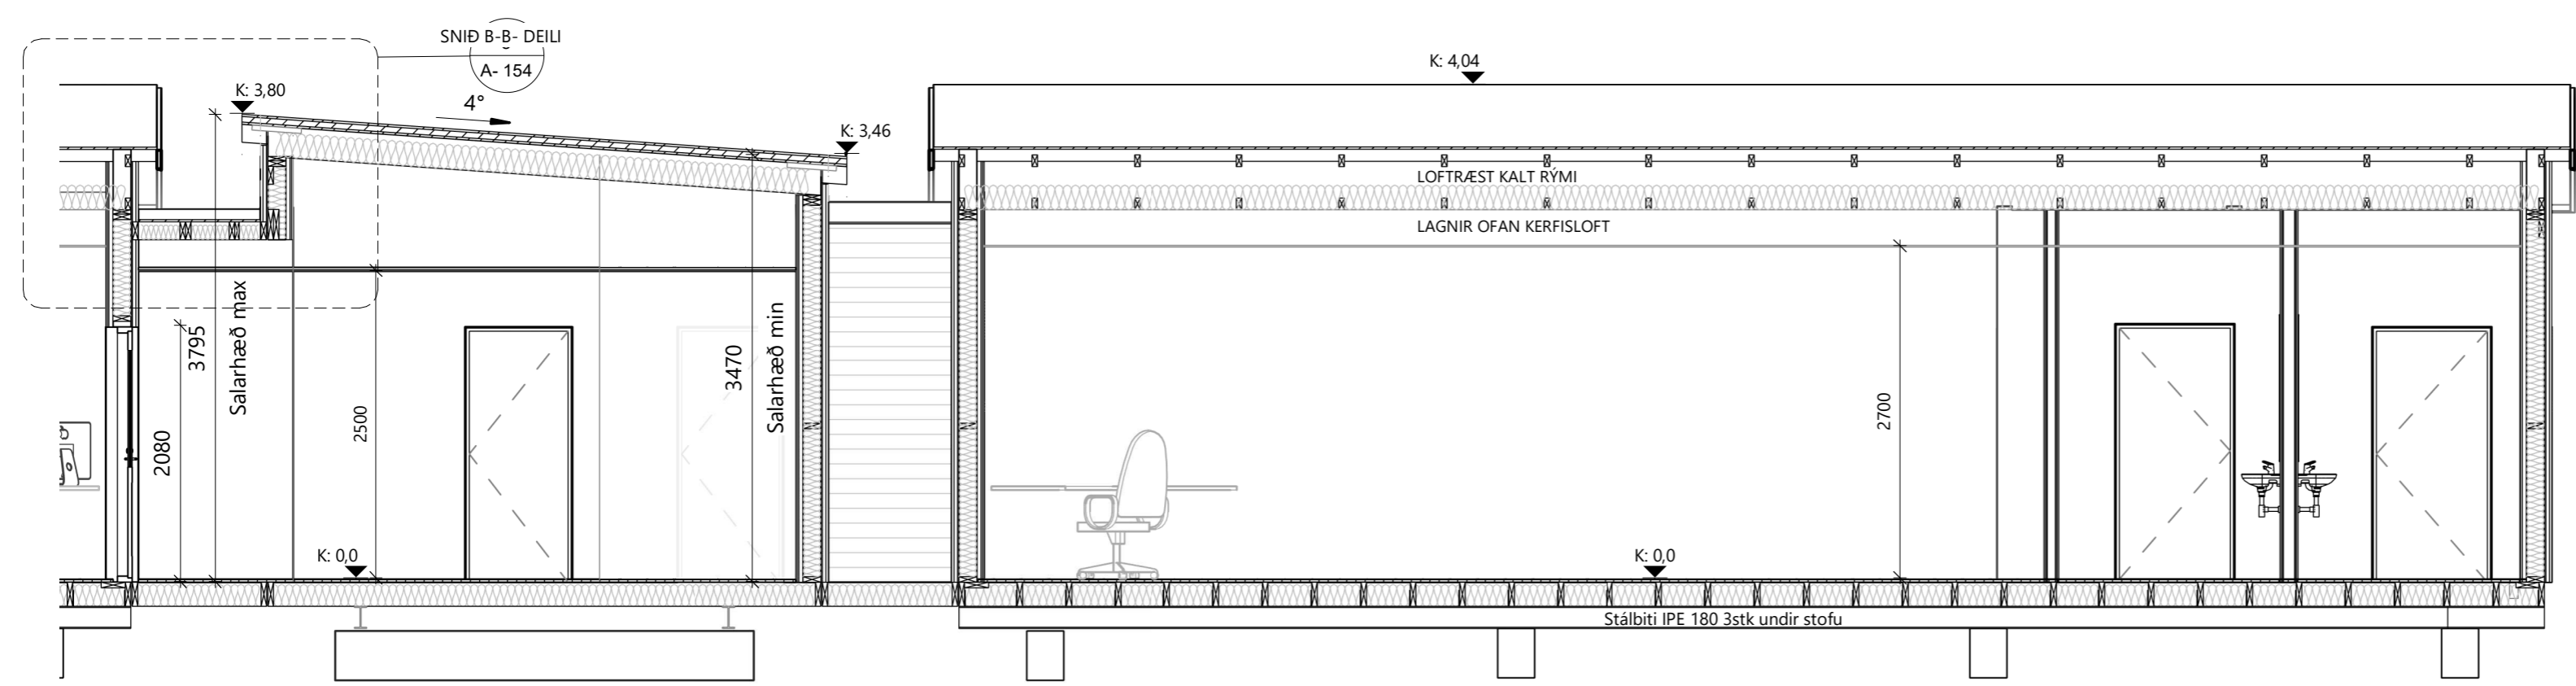 SNIÐ B-B- DEILI
A- 154
K: 4,04
K: 3,80
4°
K: 3,46
LOFTRÆST KALT RÝMI
LAGNIR OFAN KERFISLOFT
2080
3795
Salarhæð max
2500
3470
Salarhæð min
2700
K: 0,0
K: 0,0
Stálbiti IPE 180 3stk undir stofu